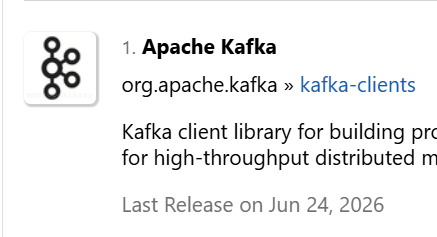 1. Apache Kafka
org.apache.kafka » kafka-clients
Kafka client library for building
for high-throughput distributed
Last Release on Jun 24, 2026